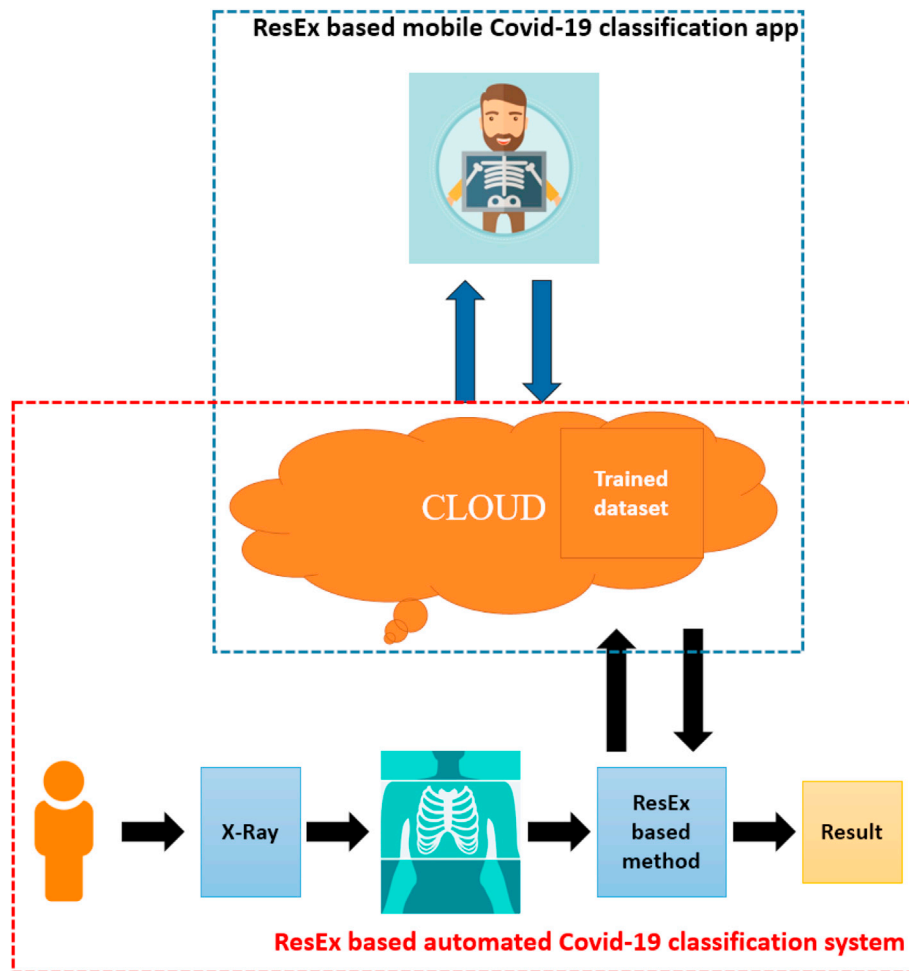 ResEx based mobile Covid-19 classification app
CLOUD
Trained
dataset
X-Ray
ResEx
based
method
Result
ResEx based automated Covid-19 classification system